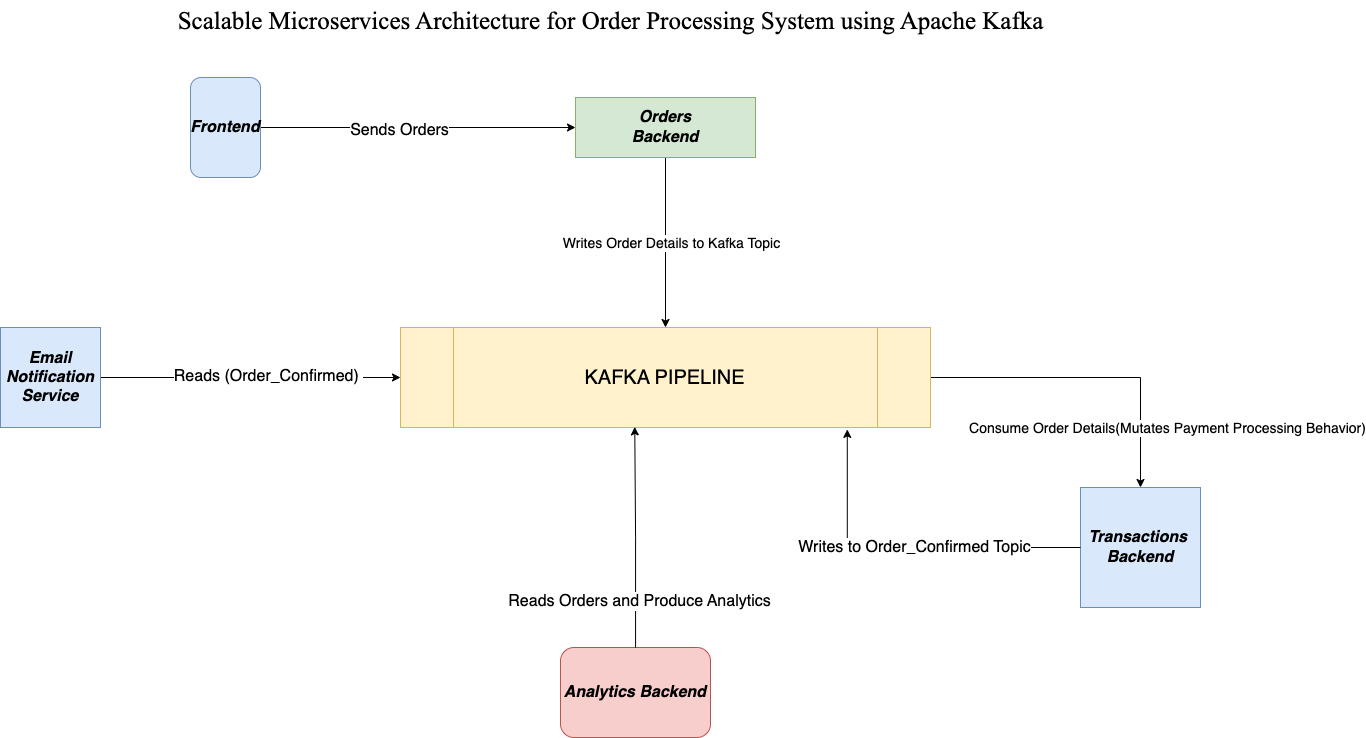 Scalable Microservices Architecture for Order Processing System using Apache Kafka
Frontend
Sends Orders
Orders
Backend
Writes Order Details to Kafka Topic
Email
Notification
Service
Reads (Order_Confirmed)
KAFKA PIPELINE
Consume Order Details(Mutates Payment Processing Behavior)
Transactions
Backend
Writes to Order_Confirmed Topic
Reads Orders and Produce Analytics
Analytics Backend